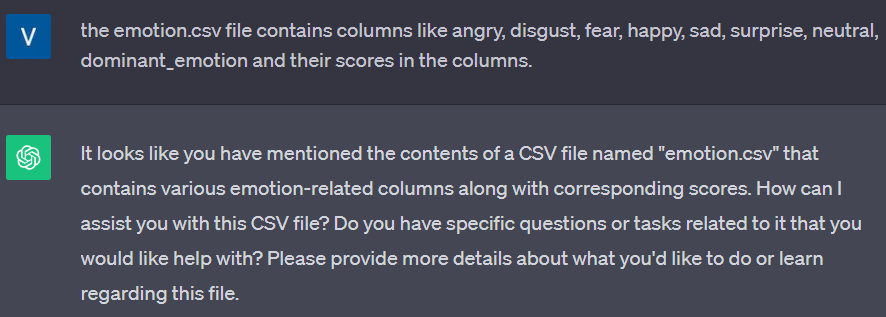 V
the emotion.csv file contains columns like angry, disgust, fear, happy, sad, surprise, neutral,
dominant_emotion and their scores in the columns.
It looks like you have mentioned the contents of a CSV file named "emotion.csv" that
contains various emotion-related columns along with corresponding scores. How can I
assist you with this CSV file? Do you have specific questions or tasks related to it that you
would like help with? Please provide more details about what you'd like to do or learn
regarding this file.